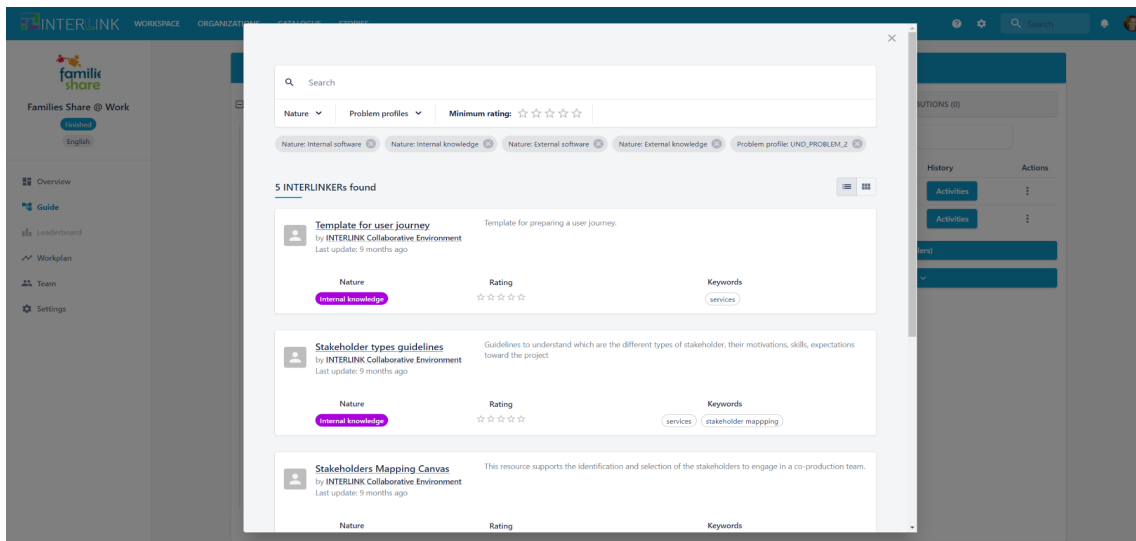 INTERLINK WORKSPACE ORGANIZATIONS CATALOGUE STORIES Search
familie
share
Families Share @ Work
Finished
English
Overview
Guide
Leaderboard
Workplan
Team
Settings
Search
Nature Problem profiles Minimum rating:
Nature: Internal software Nature: Internal knowledge Nature: External software Nature: External knowledge Problem profile: UND_PROBLEM_2
5 INTERLINKERs found
Template for user journey Template for preparing a user journey.
by INTERLINK Collaborative Environment
Last update: 9 months ago
Nature Rating Keywords
Internal knowledge services
Stakeholder types guidelines Guidelines to understand which are the different types of stakeholder, their motivations, skills, expectations
by INTERLINK Collaborative Environment toward the project
Last update: 9 months ago
Nature Rating Keywords
Internal knowledge services stakeholder mappping
Stakeholders Mapping Canvas This resource supports the identification and selection of the stakeholders to engage in a co-production team.
by INTERLINK Collaborative Environment
Last update: 9 months ago
Nature Rating Keywords
BUTIONS (0)
History Actions
Activities
Activities